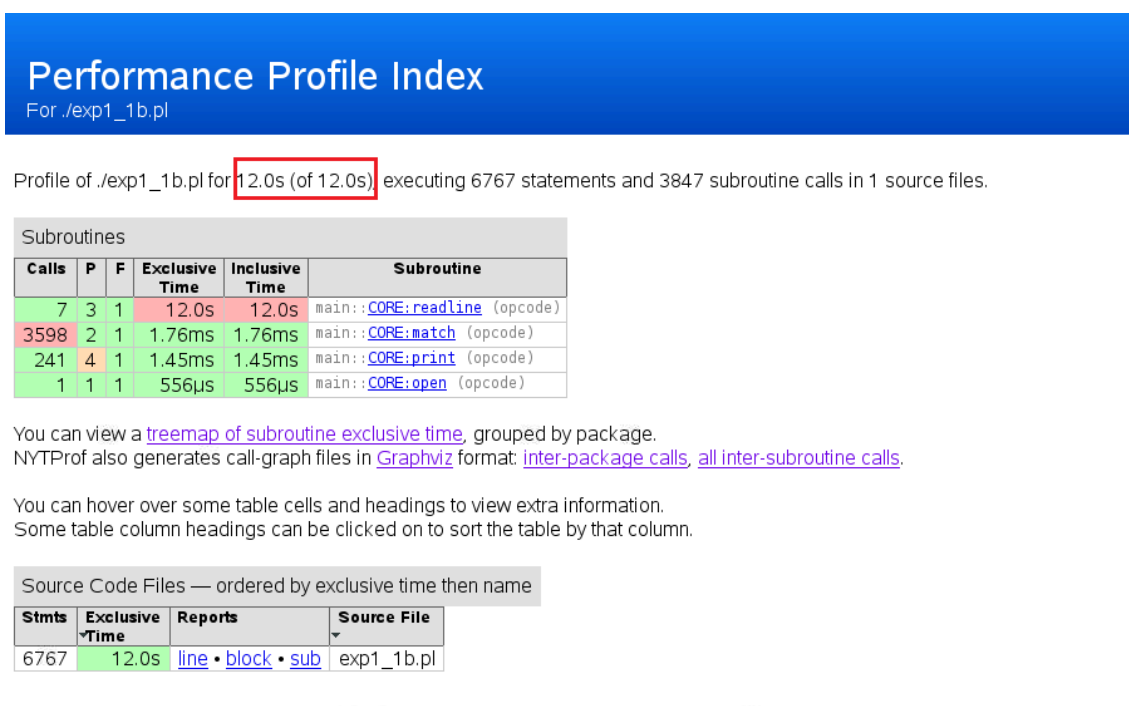 Performance Profile Index
For ./exp1_1b.pl
Profile of ./exp1_1b.pl for 12.0s (of 12.0s), executing 6767 statements and 3847 subroutine calls in 1 source files.
Subroutines
Calls P F Exclusive Time Inclusive Time Subroutine
7 3 1 12.0s 12.0s main::CORE:readline (opcode)
3598 2 1 1.76ms 1.76ms main::CORE:match (opcode)
241 4 1 1.45ms 1.45ms main::CORE:print (opcode)
1 1 1 556µs 556µs main::CORE:open (opcode)
You can view a treemap of subroutine exclusive time, grouped by package.
NYTProf also generates call-graph files in Graphviz format: inter-package calls, all inter-subroutine calls.
You can hover over some table cells and headings to view extra information.
Some table column headings can be clicked on to sort the table by that column.
Source Code Files — ordered by exclusive time then name
Stmts Exclusive Time Reports Source File
6767 12.0s line • block • sub exp1_1b.pl